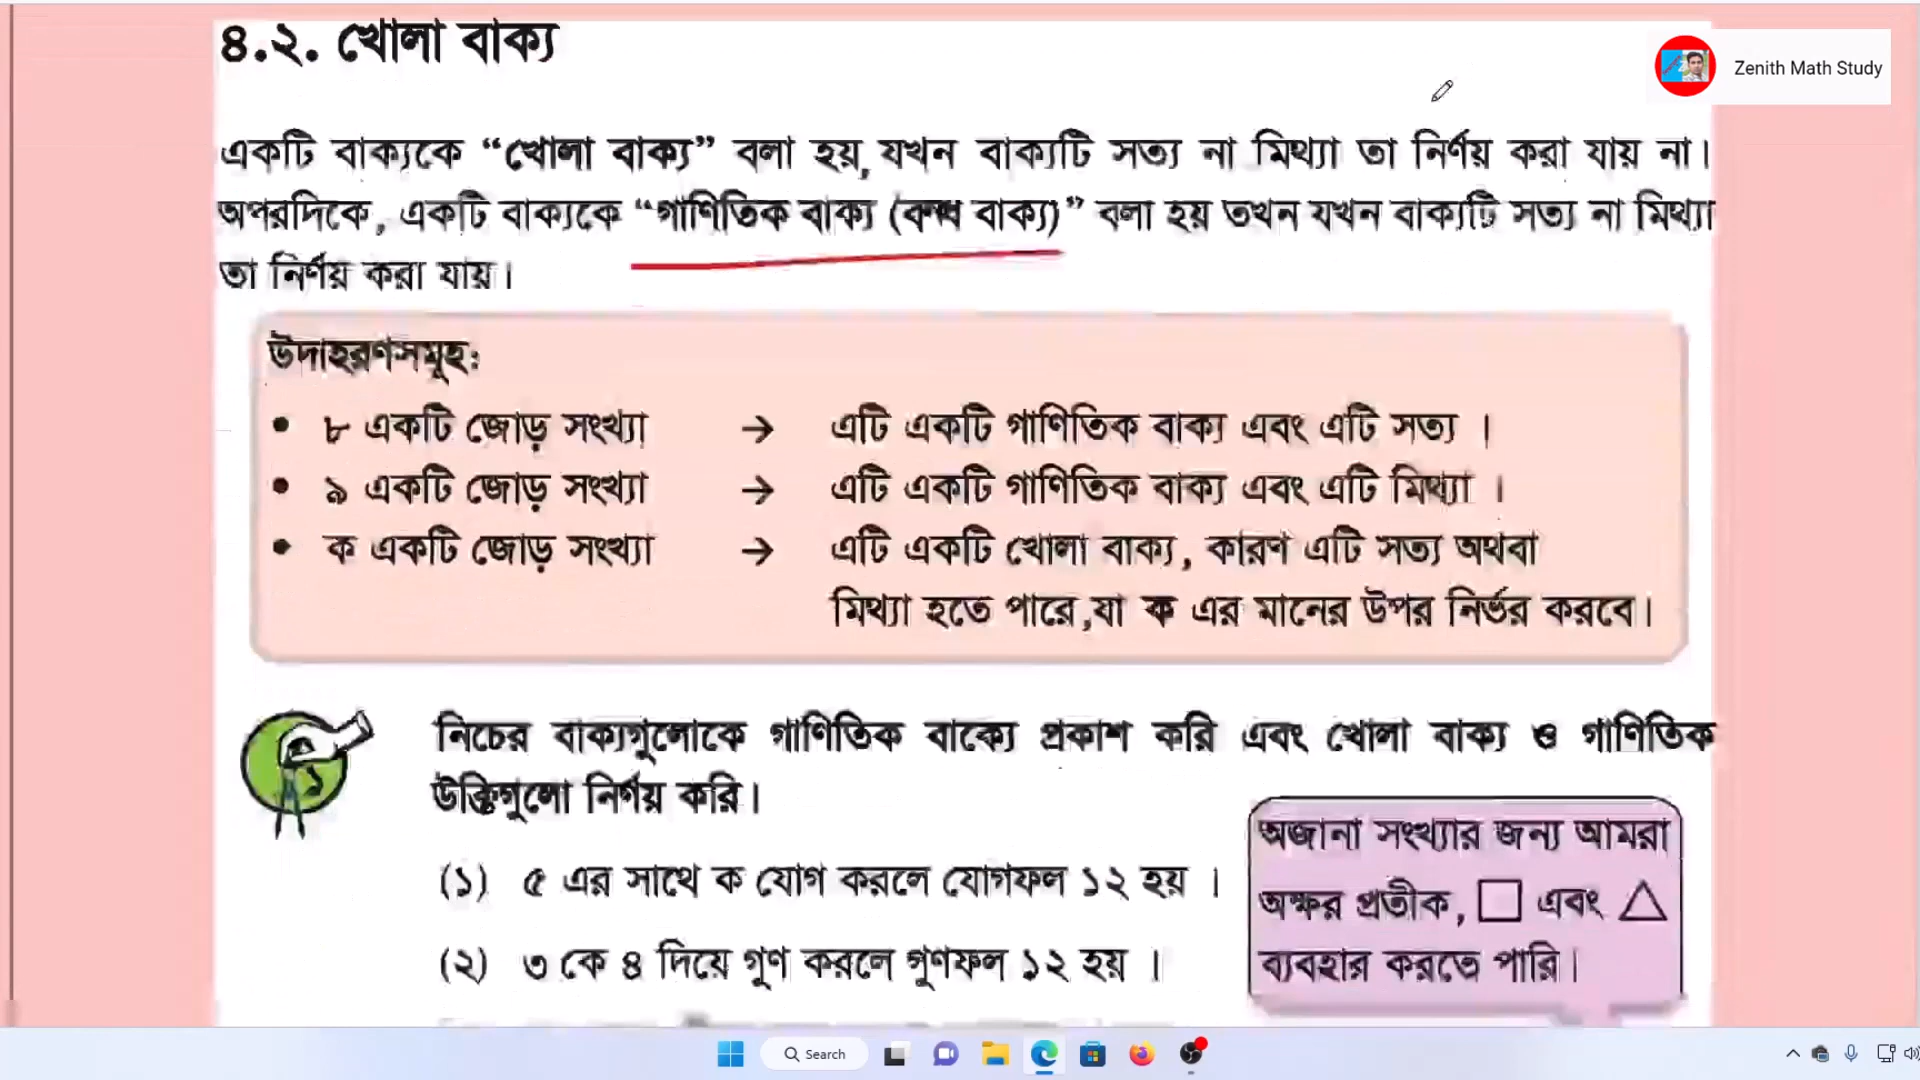 ৪.২. খোলা বাক্য
Zenith Math Study
একটি বাক্যকে “খোলা বাক্য” বলা হয়, যখন বাক্যটি সত্য না মিথ্যা তা নির্ণয় করা যায় না।
অপরদিকে, একটি বাক্যকে “গাণিতিক বাক্য (বন্ধ বাক্য)” বলা হয় তখন যখন বাক্যটি সত্য না মিথ্যা
তা নির্ণয় করা যায়।
উদাহরণসমূহ:
• ৮ একটি জোড় সংখ্যা → এটি একটি গাণিতিক বাক্য এবং এটি সত্য ।
• ৯ একটি জোড় সংখ্যা → এটি একটি গাণিতিক বাক্য এবং এটি মিথ্যা ।
• ক একটি জোড় সংখ্যা → এটি একটি খোলা বাক্য, কারণ এটি সত্য অথবা
মিথ্যা হতে পারে,যা ক এর মানের উপর নির্ভর করবে।
১
নিচের বাক্যগুলোকে গাণিতিক বাক্যে প্রকাশ করি এবং খোলা বাক্য ও গাণিতিক
উক্তিগুলো নির্ণয় করি।
(১) ৫ এর সাথে ক যোগ করলে যোগফল ১২ হয় ।
(২) ৩ কে ৪ দিয়ে গুণ করলে গুণফল ১২ হয় ।
অজানা সংখ্যার জন্য আমরা
অক্ষর প্রতীক, □ এবং △
ব্যবহার করতে পারি।
Search